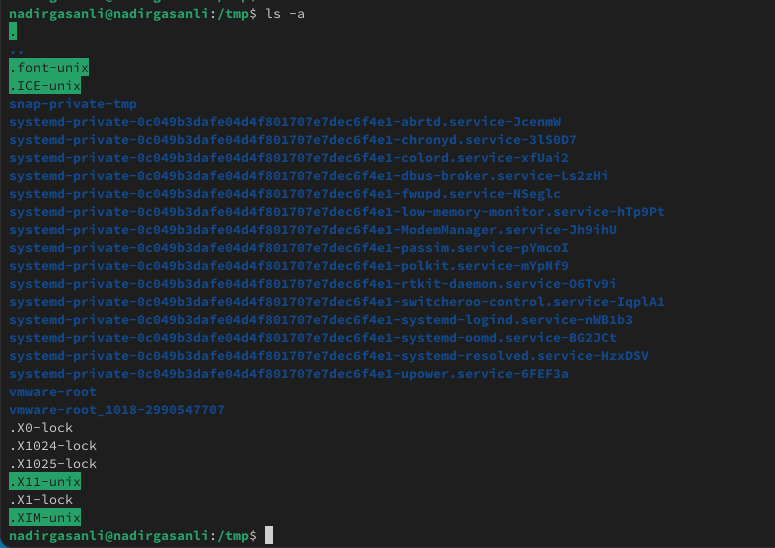 nadirgasanli@nadirgasanli:/tmp$ ls -a
.
..
.font-unix
.ICE-unix
snap-private-tmp
systemd-private-0c049b3dafe04d4f801707e7dec6f4e1-abrtd.service-JcenmW
systemd-private-0c049b3dafe04d4f801707e7dec6f4e1-chronyd.service-3lS0D7
systemd-private-0c049b3dafe04d4f801707e7dec6f4e1-colord.service-xfUai2
systemd-private-0c049b3dafe04d4f801707e7dec6f4e1-dbus-broker.service-Ls2zHi
systemd-private-0c049b3dafe04d4f801707e7dec6f4e1-fwupd.service-NSeglc
systemd-private-0c049b3dafe04d4f801707e7dec6f4e1-low-memory-monitor.service-hTp9Pt
systemd-private-0c049b3dafe04d4f801707e7dec6f4e1-ModemManager.service-Jh9ihU
systemd-private-0c049b3dafe04d4f801707e7dec6f4e1-passim.service-pYmcoI
systemd-private-0c049b3dafe04d4f801707e7dec6f4e1-polkit.service-mYpNf9
systemd-private-0c049b3dafe04d4f801707e7dec6f4e1-rtkit-daemon.service-O6Tv9i
systemd-private-0c049b3dafe04d4f801707e7dec6f4e1-switcheroo-control.service-IqplA1
systemd-private-0c049b3dafe04d4f801707e7dec6f4e1-systemd-logind.service-nWB1b3
systemd-private-0c049b3dafe04d4f801707e7dec6f4e1-systemd-oomd.service-BG2JCt
systemd-private-0c049b3dafe04d4f801707e7dec6f4e1-systemd-resolved.service-HzxDSV
systemd-private-0c049b3dafe04d4f801707e7dec6f4e1-upower.service-6FEF3a
vmware-root
vmware-root_1018-2990547707
.X0-lock
.X1024-lock
.X1025-lock
.X11-unix
.X1-lock
.XIM-unix
nadirgasanli@nadirgasanli:/tmp$